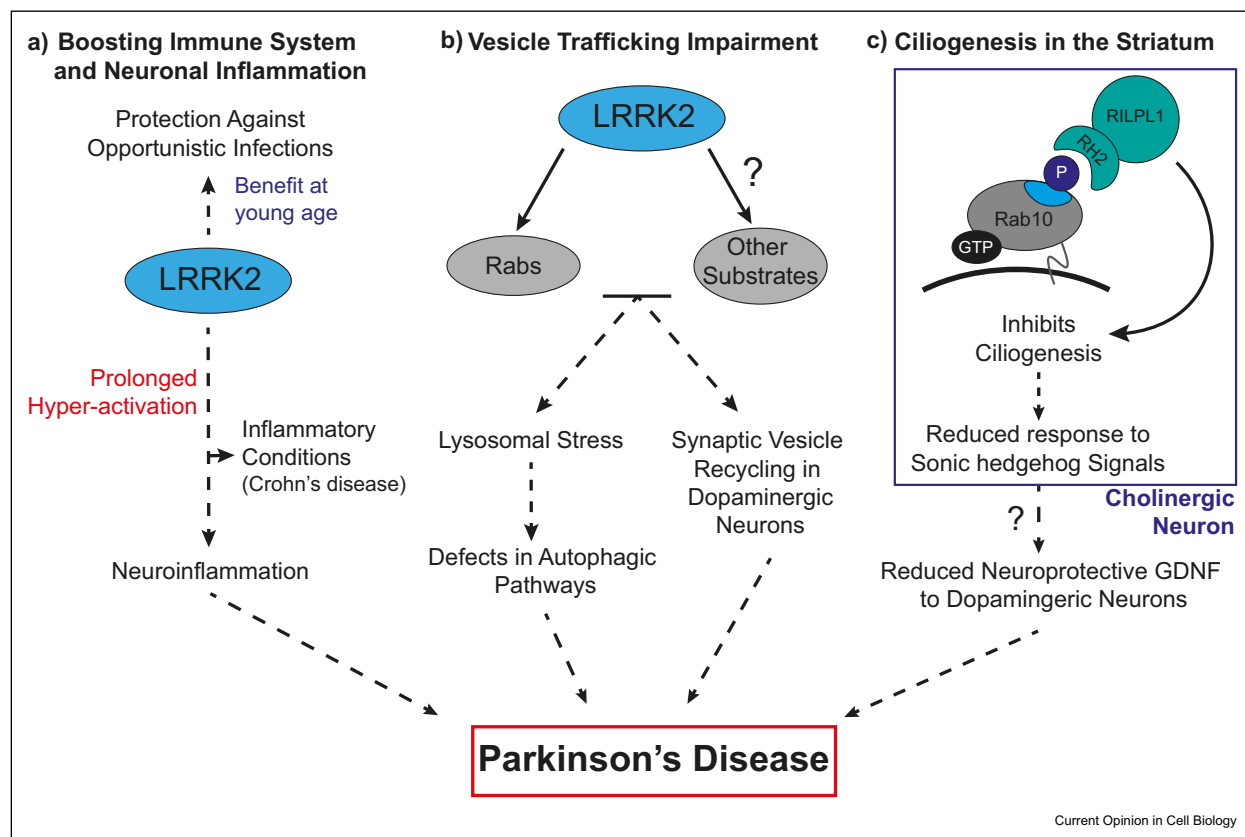 a) Boosting Immune System
and Neuronal Inflammation
Protection Against
Opportunistic Infections
Benefit at
young age
LRRK2
Prolonged
Hyper-activation
Inflammatory
Conditions
(Crohn's disease)
Neuroinflammation
b) Vesicle Trafficking Impairment
LRRK2
?
Rabs
Other
Substrates
Lysosomal Stress
Synaptic Vesicle
Recycling in
Dopaminergic
Neurons
Defects in Autophagic
Pathways
c) Ciliogenesis in the Striatum
RILPL1
RH2
P
Rab10
GTP
Inhibits
Ciliogenesis
Reduced response to
Sonic hedgehog Signals
Cholinergic
Neuron
?
Reduced Neuroprotective GDNF
to Dopamingeric Neurons
Parkinson's Disease
Current Opinion in Cell Biology